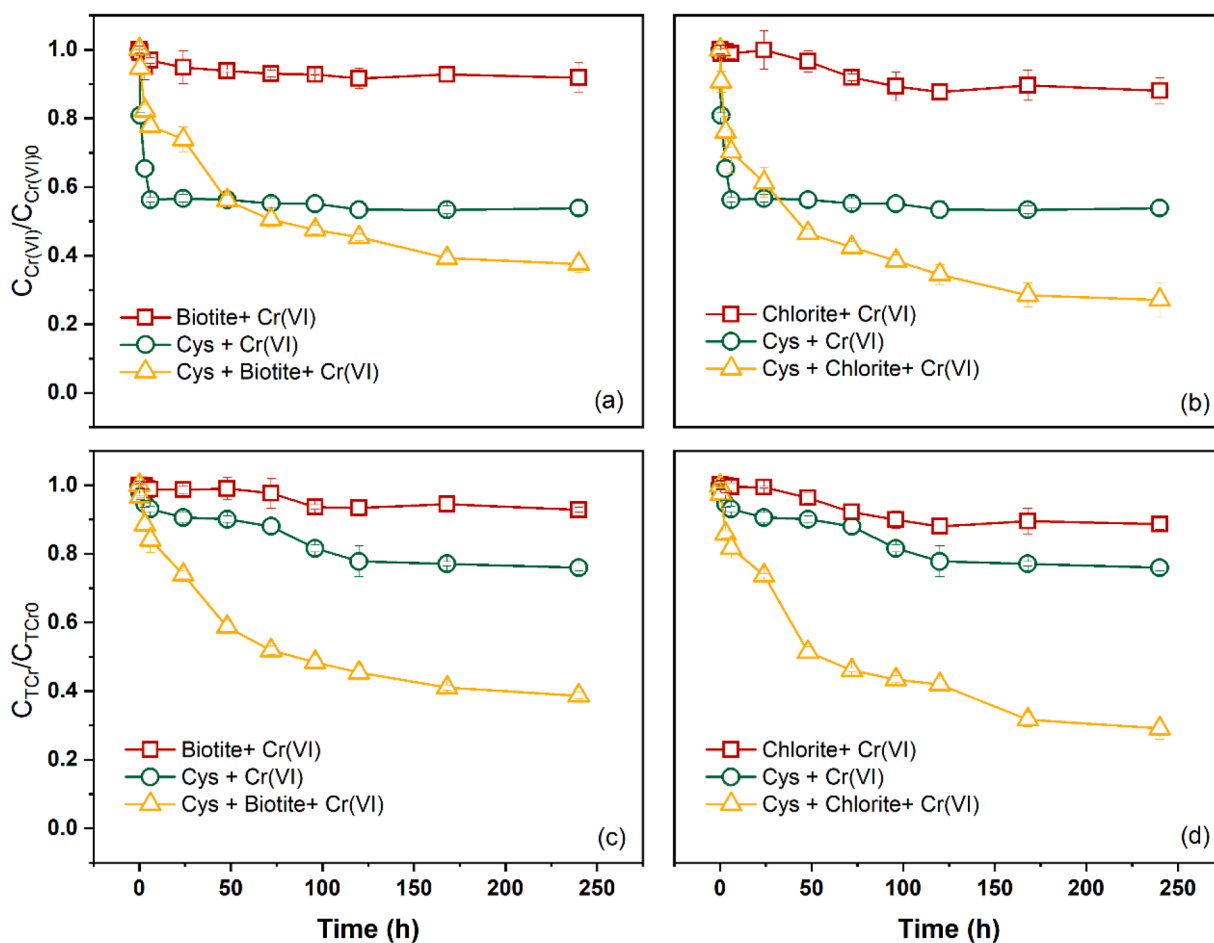 C_Cr(VI)/C_Cr(VI)0
1.0
0.8
0.6
0.4
0.2
0.0
Biotite+ Cr(VI)
Cys + Cr(VI)
Cys + Biotite+ Cr(VI)
(a)
Chlorite+ Cr(VI)
Cys + Cr(VI)
Cys + Chlorite+ Cr(VI)
(b)
C_TCr/C_TCr0
1.0
0.8
0.6
0.4
0.2
0.0
Biotite+ Cr(VI)
Cys + Cr(VI)
Cys + Biotite+ Cr(VI)
(c)
Chlorite+ Cr(VI)
Cys + Cr(VI)
Cys + Chlorite+ Cr(VI)
(d)
0 50 100 150 200 250
0 50 100 150 200 250
Time (h)
Time (h)